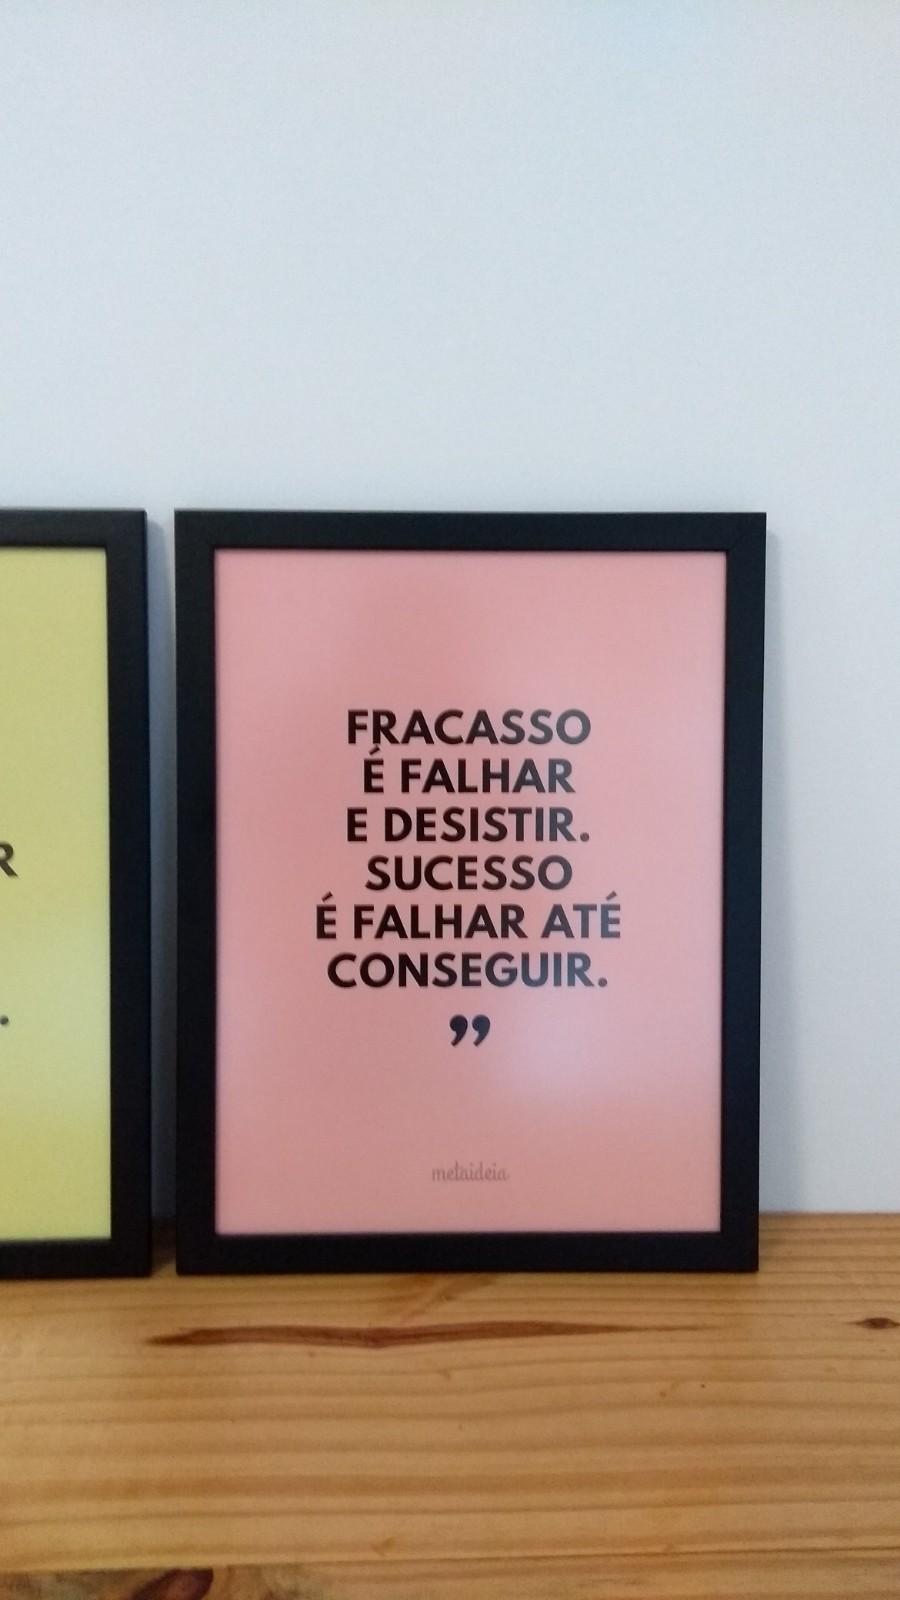 R
.
FRACASSO
É FALHAR
E DESISTIR.
SUCESSO
É FALHAR ATÉ
CONSEGUIR.
”
metaideia